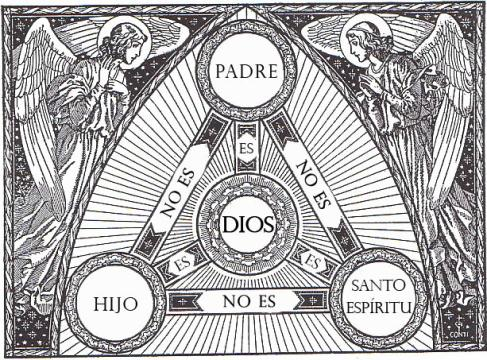 PADRE
ES
NO ES
NO ES
DIOS
ES
ES
HIJO
NO ES
SANTO
ESPÍRITU
CONTI